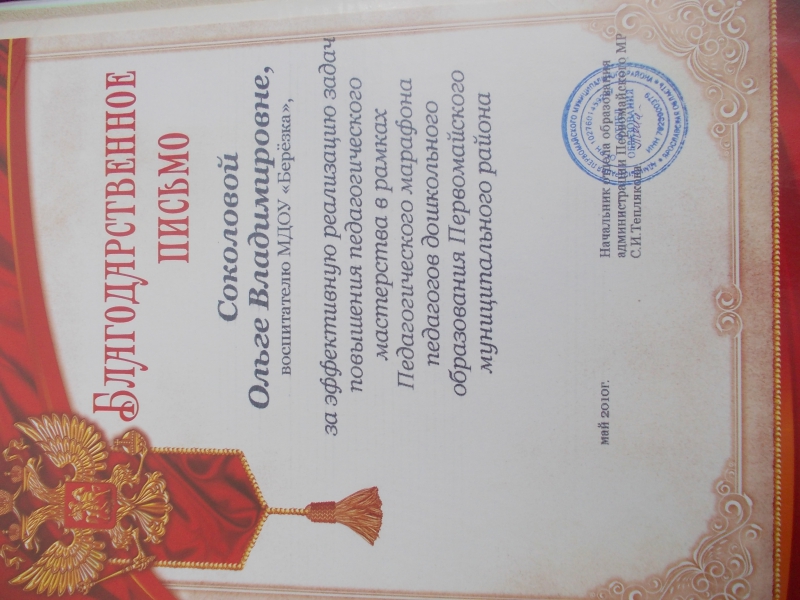 Благодарственное
письмо
Соколовой
Ольге Владимировне,
воспитателю МДОУ «Берёзка»,
за эффективную реализацию задач
повышения педагогического
мастерства в рамках
Педагогического марафона
педагогов дошкольного
образования Первомайского
муниципального района
Начальник отдела образования
администрации Первомайского МР
С.И.Теплякова
май 2010г.